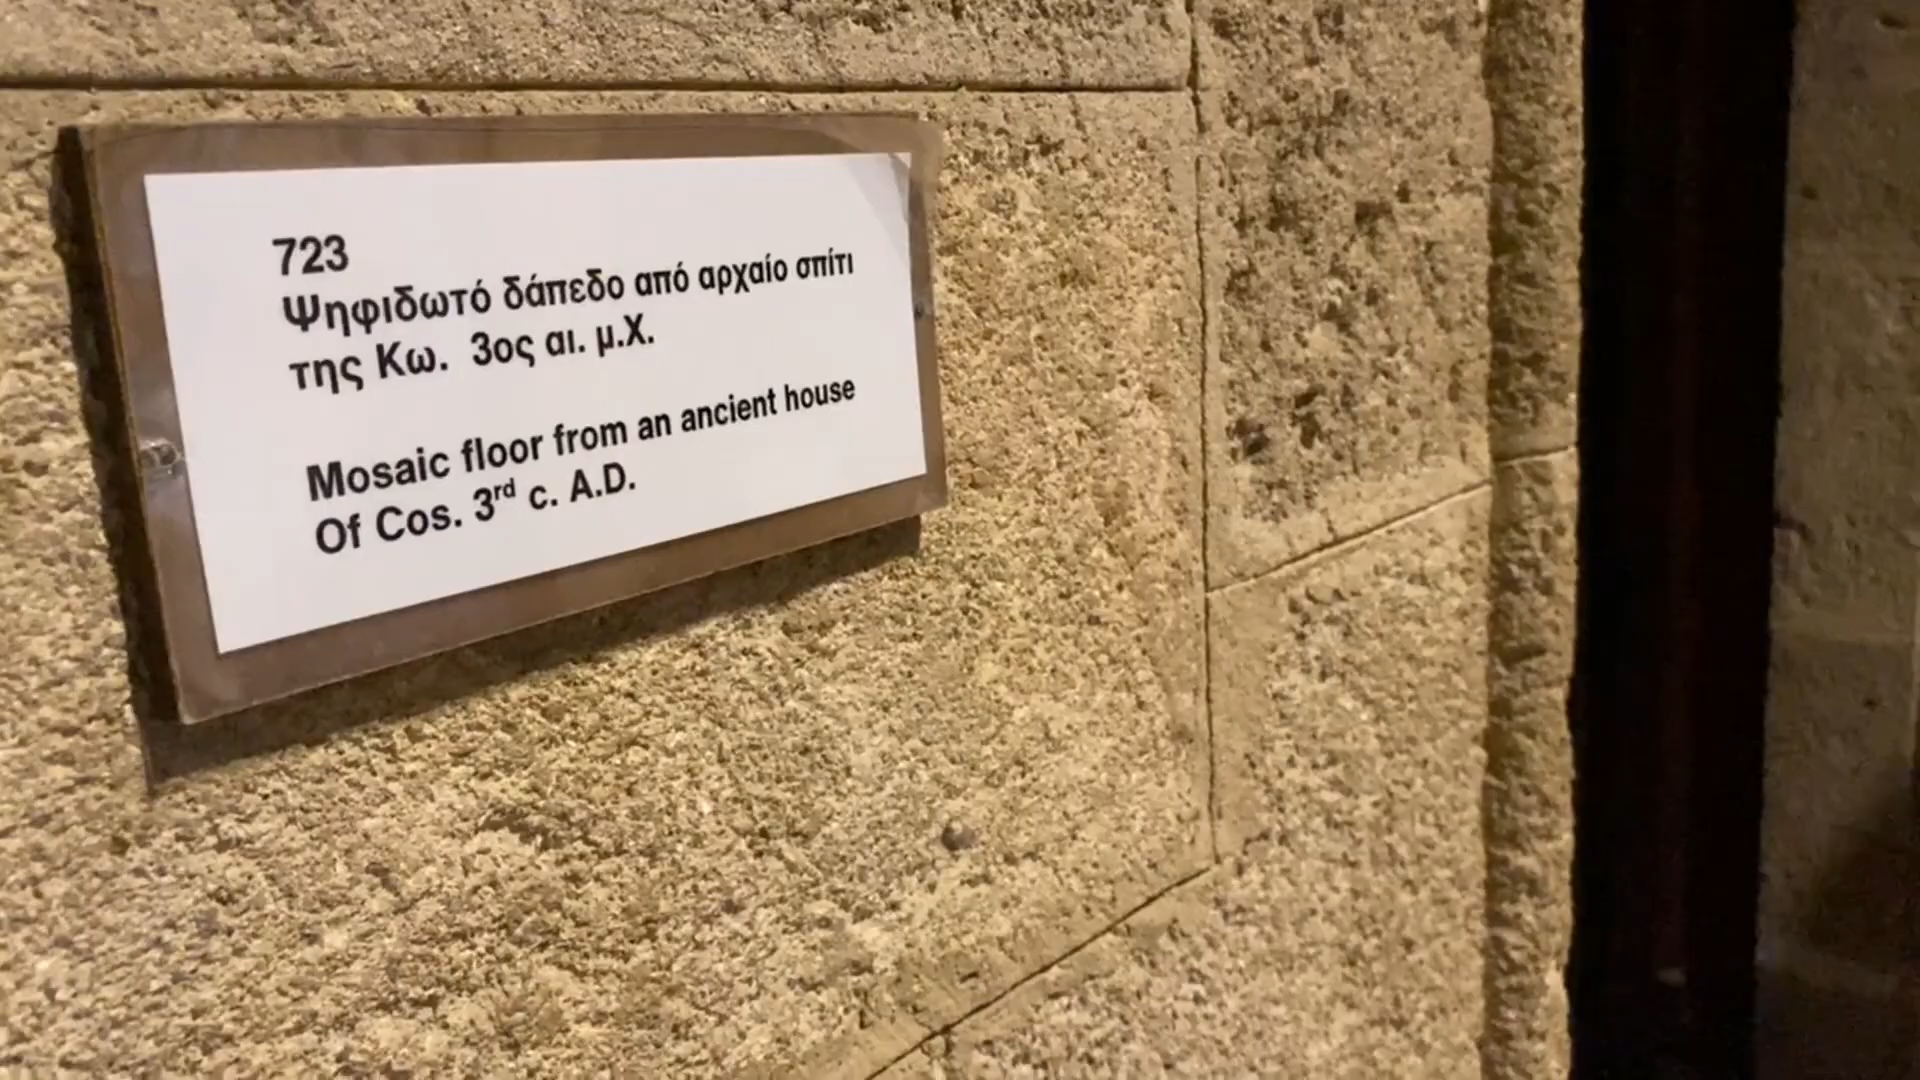 723
Ψηφιδωτό δάπεδο από αρχαίο σπίτι
της Κω. 3ος αι. μ.Χ.
Mosaic floor from an ancient house
Of Cos. 3rd c. A.D.